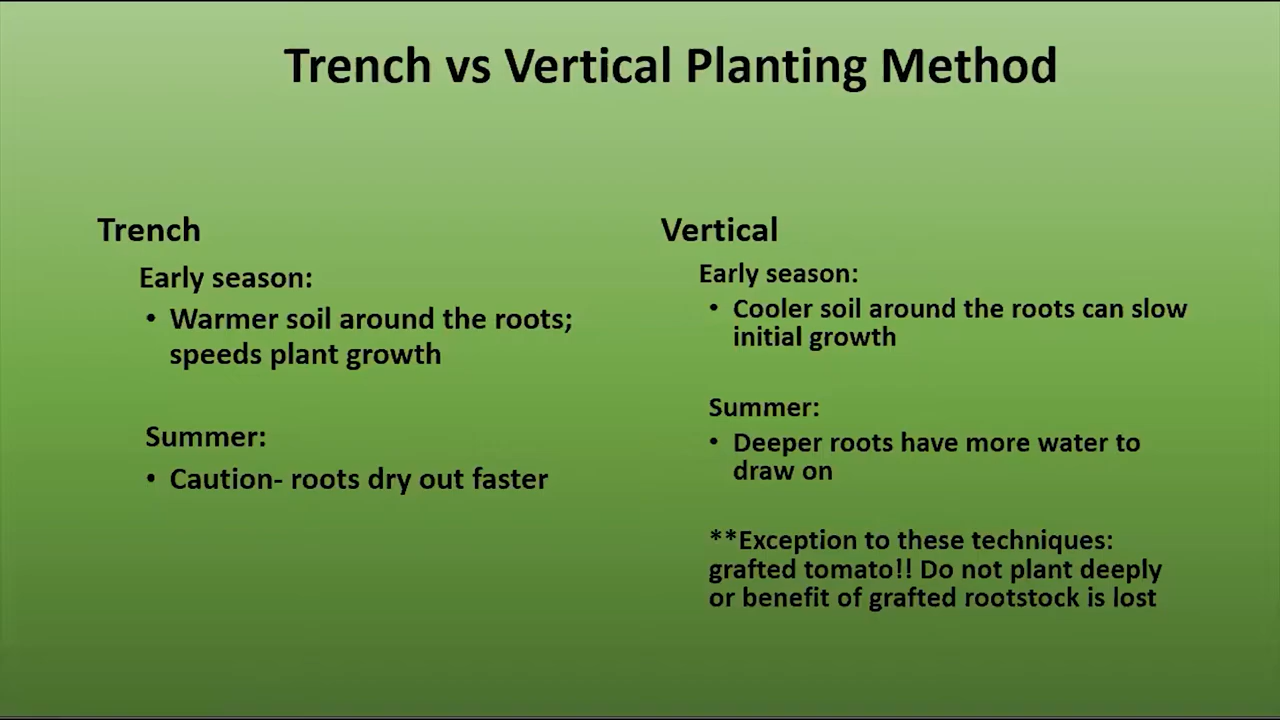 Trench vs Vertical Planting Method
Trench
Early season:
• Warmer soil around the roots;
speeds plant growth
Summer:
• Caution- roots dry out faster
Vertical
Early season:
• Cooler soil around the roots can slow
initial growth
Summer:
• Deeper roots have more water to
draw on
**Exception to these techniques:
grafted tomato!! Do not plant deeply
or benefit of grafted rootstock is lost